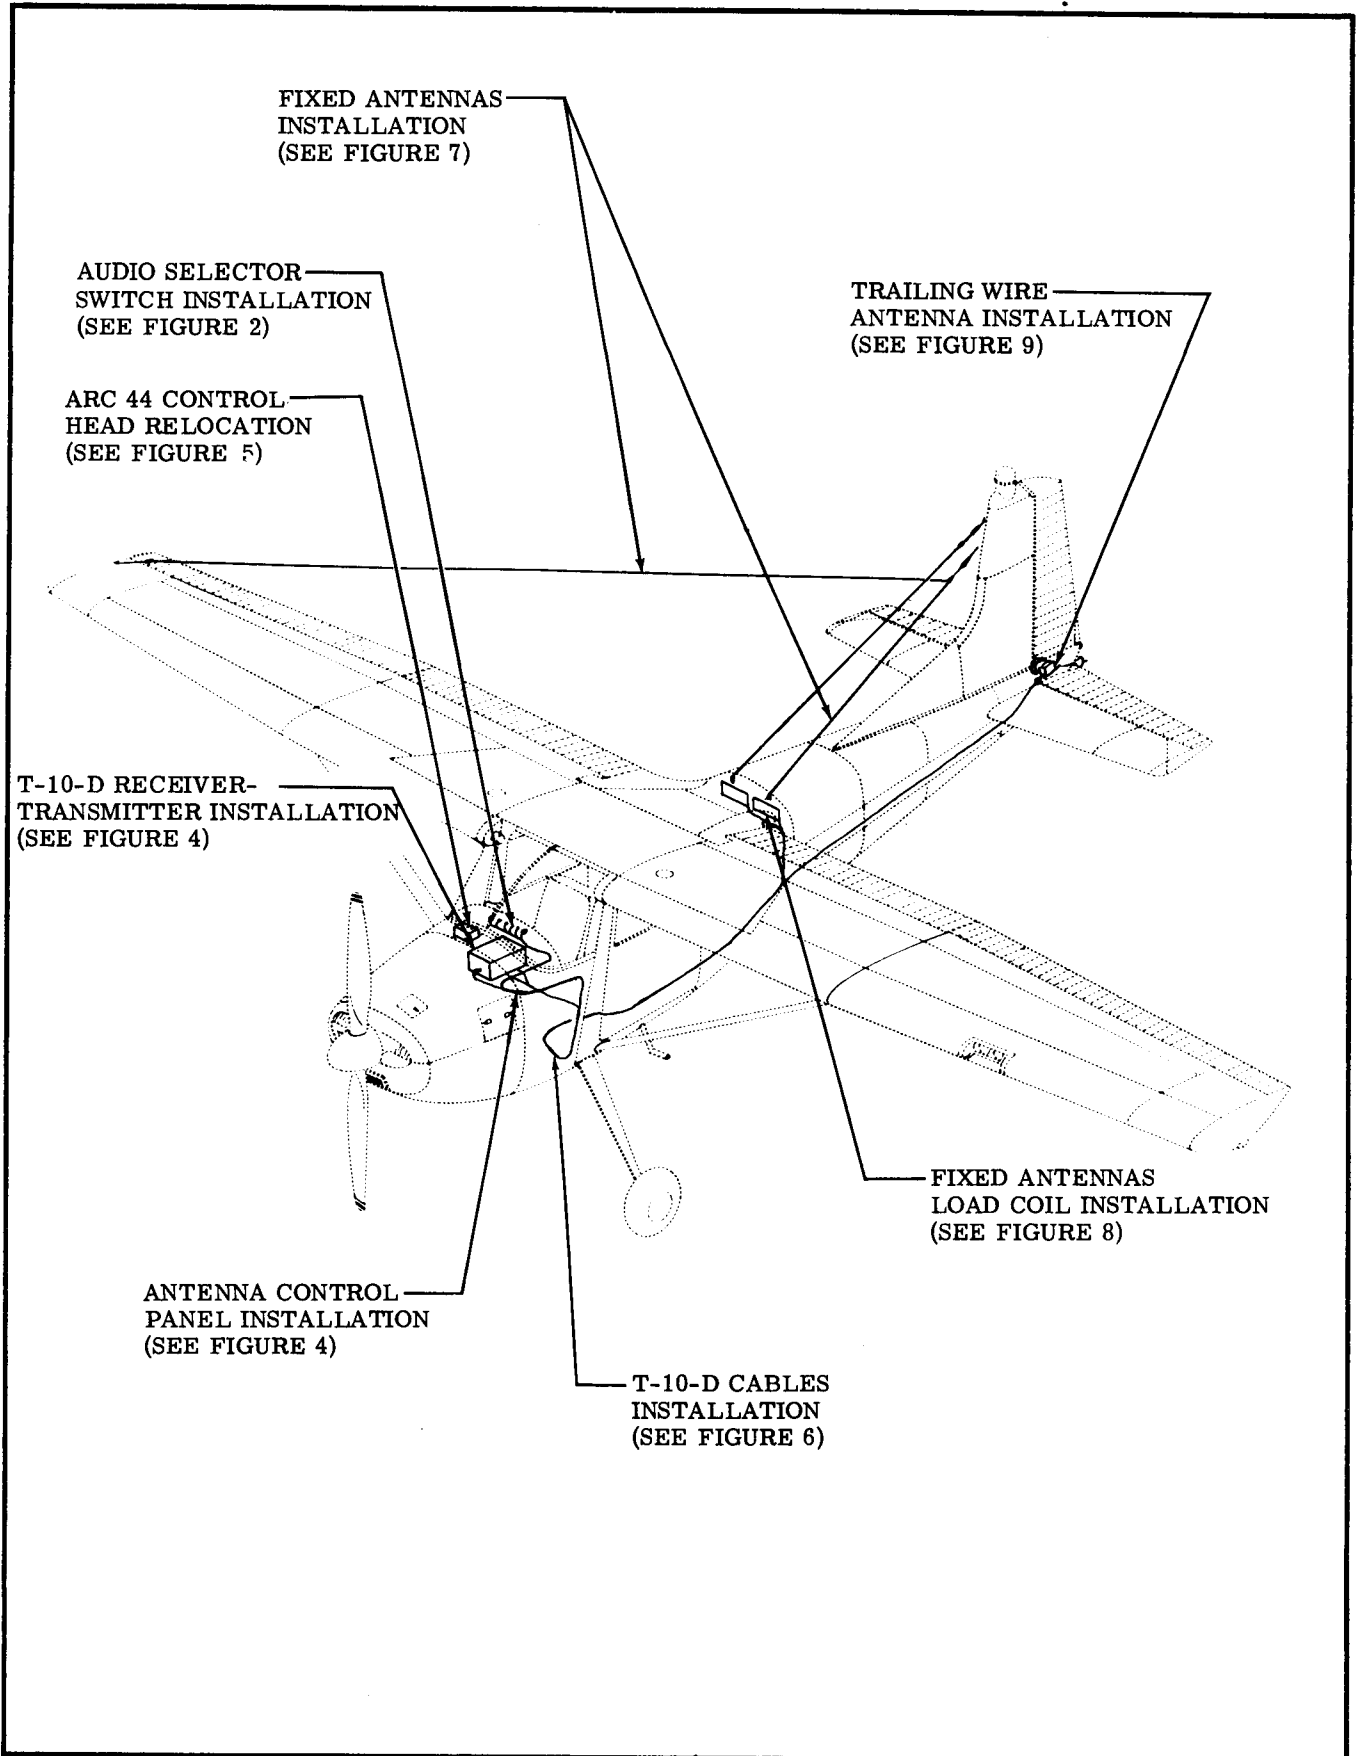 FIXED ANTENNAS
INSTALLATION
(SEE FIGURE 7)
AUDIO SELECTOR
SWITCH INSTALLATION
(SEE FIGURE 2)
TRAILING WIRE
ANTENNA INSTALLATION
(SEE FIGURE 9)
ARC 44 CONTROL
HEAD RELOCATION
(SEE FIGURE 5)
T-10-D RECEIVER-
TRANSMITTER INSTALLATION
(SEE FIGURE 4)
FIXED ANTENNAS
LOAD COIL INSTALLATION
(SEE FIGURE 8)
ANTENNA CONTROL
PANEL INSTALLATION
(SEE FIGURE 4)
T-10-D CABLES
INSTALLATION
(SEE FIGURE 6)